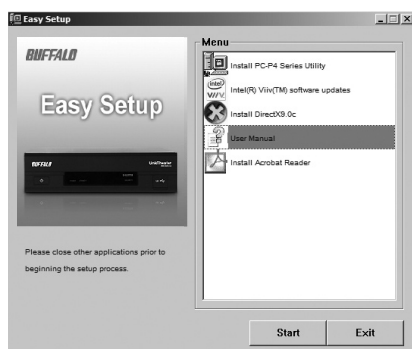 Easy Setup
BUFFALO
Easy Setup
BUFFALO
Please close other applications prior to
beginning the setup process.
Menu
Install PC-P4 Series Utility
intel
Viiv
Intel(R) Viiv(TM) software updates
Install DirectX9.0c
User Manual
Install Acrobat Reader
Start
Exit